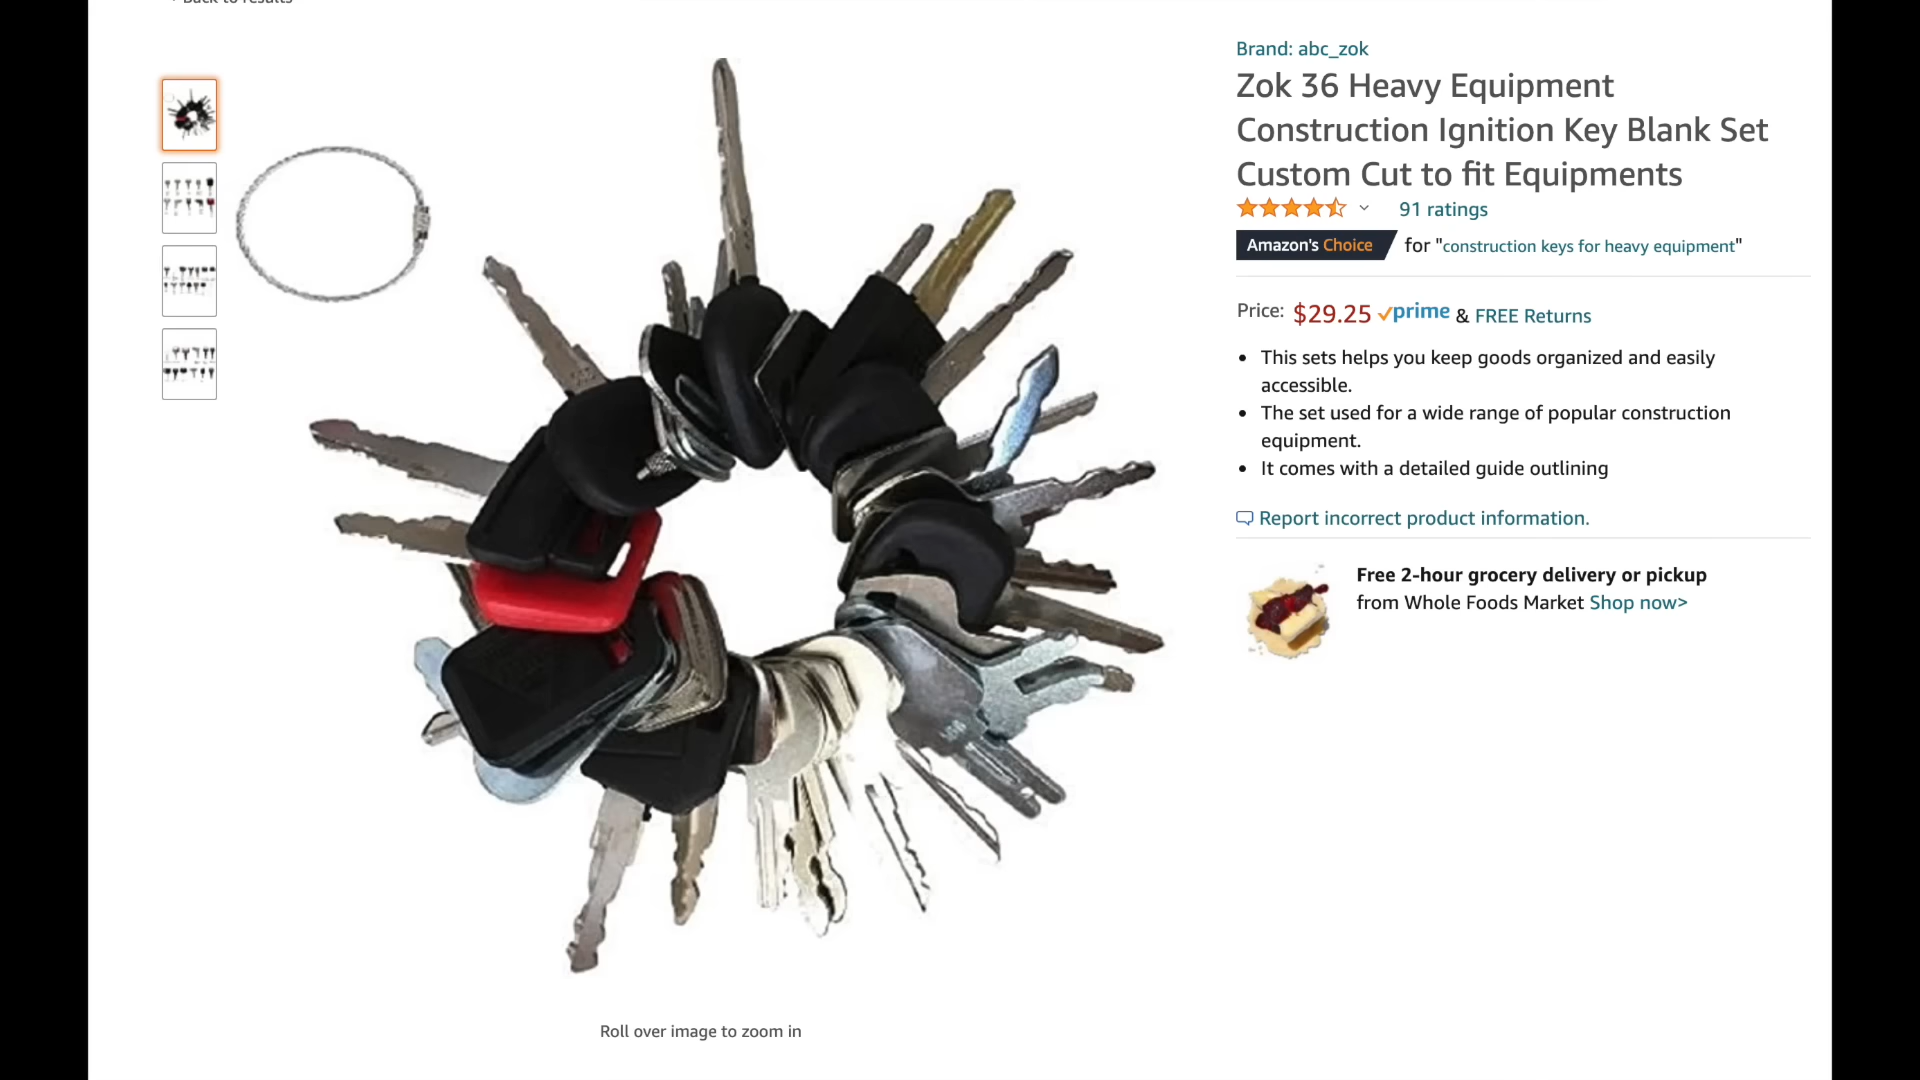 Back to results
Brand: abc_zok
Zok 36 Heavy Equipment
Construction Ignition Key Blank Set
Custom Cut to fit Equipments
91 ratings
Amazon's Choice for "construction keys for heavy equipment"
Price: $29.25 prime & FREE Returns
• This sets helps you keep goods organized and easily
accessible.
• The set used for a wide range of popular construction
equipment.
• It comes with a detailed guide outlining
Report incorrect product information.
Free 2-hour grocery delivery or pickup
from Whole Foods Market Shop now>
Roll over image to zoom in